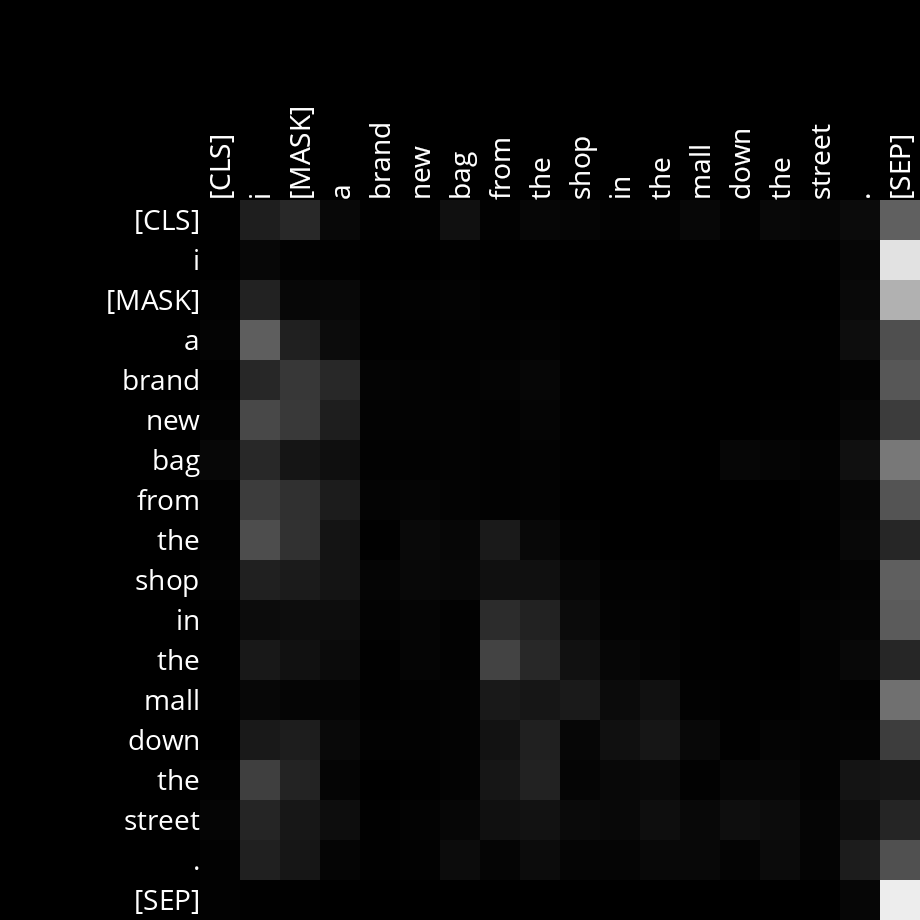 [CLS] i [MASK] a brand new bag from the shop in the mall down the street . [SEP]
[CLS]
i
[MASK]
a
brand
new
bag
from
the
shop
in
the
mall
down
the
street
.
[SEP]